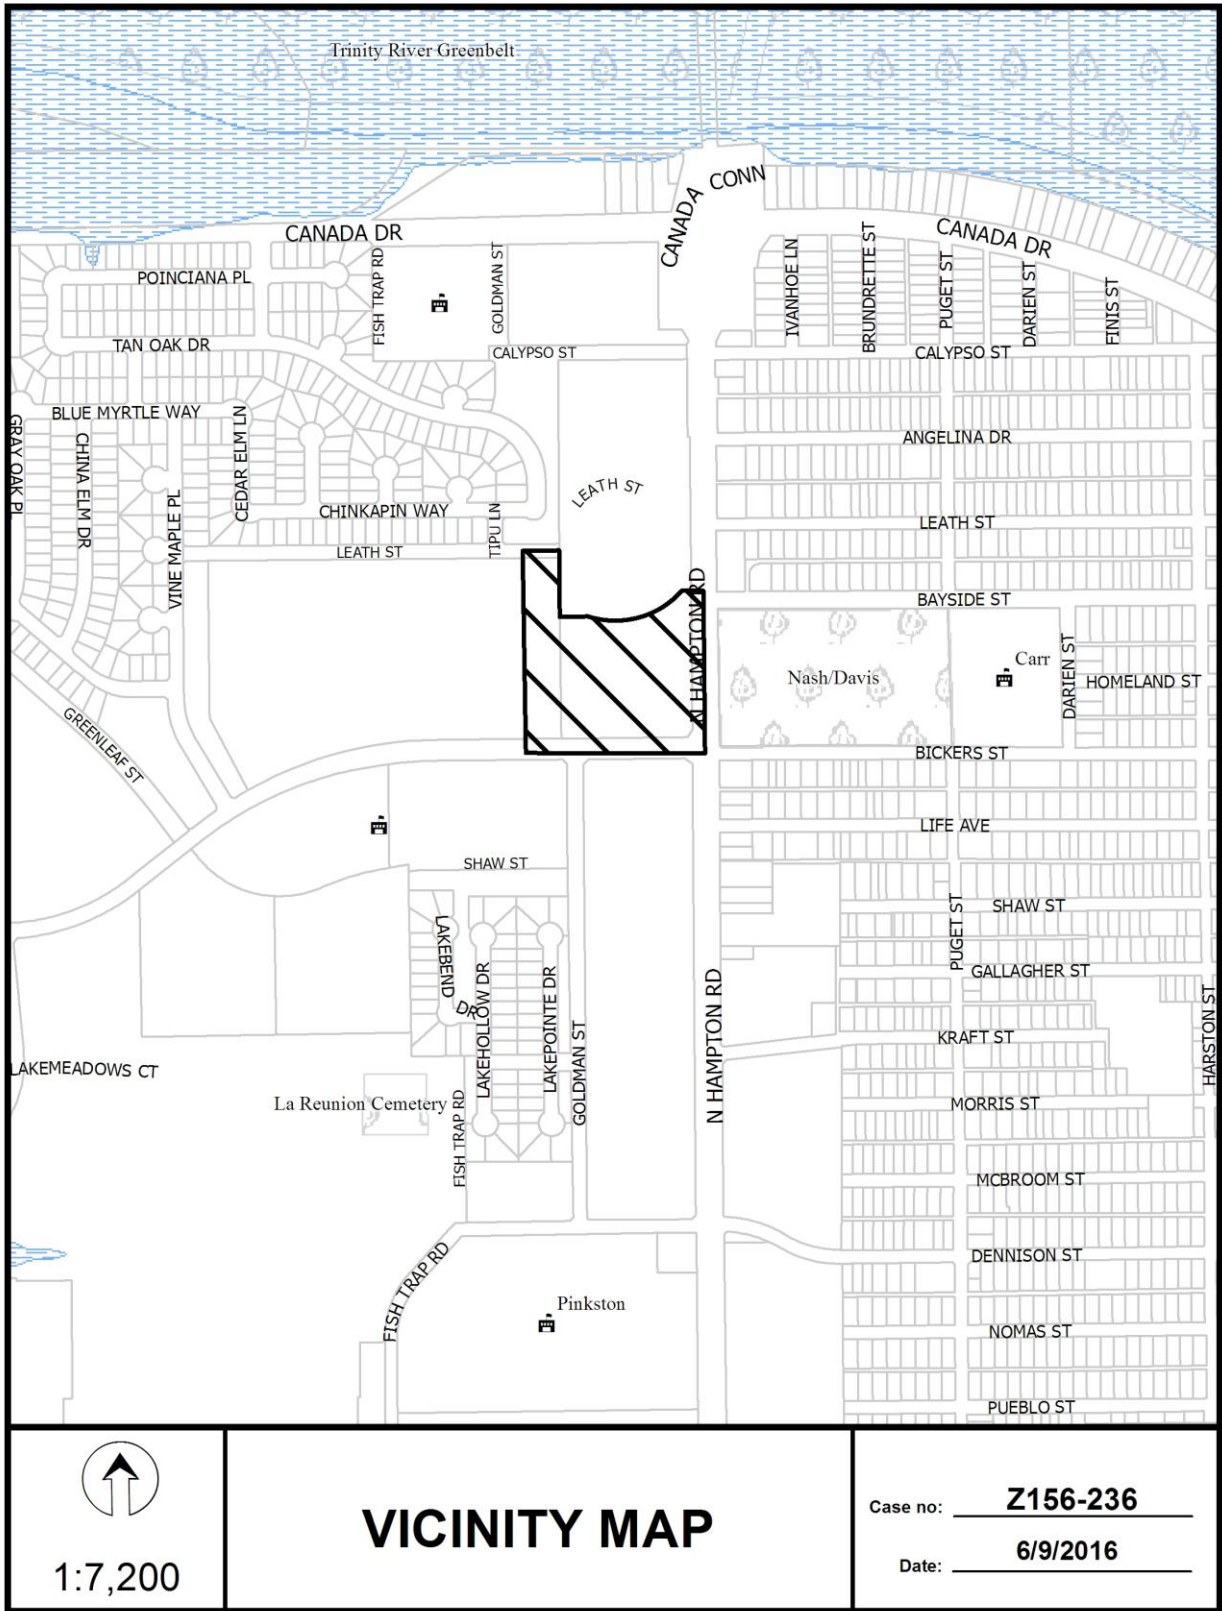 Trinity River Greenbelt
CANADA CONN
CANADA DR
CANADA DR
POINCIANA PL
FISH TRAP RD
GOLDMAN ST
IVANHOE LN
BRUNDRETTE ST
PUGET ST
DARIEN ST
FINIS ST
TAN OAK DR
CALYPSO ST
CALYPSO ST
BLUE MYRTLE WAY
GRAY OAK PL
CHINA ELM DR
CEDAR ELM LN
ANGELINA DR
VINE MAPLE PL
LEATH ST
CHINKAPIN WAY
TIPU LN
LEATH ST
LEATH ST
N HAMPTON RD
BAYSIDE ST
Nash/Davis
Carr
DARIEN ST
HOMELAND ST
GREENLEAF ST
BICKERS ST
LIFE AVE
SHAW ST
PUGET ST
SHAW ST
LAKEBEND DR
LAKEHOLLOW DR
LAKEPOINTE DR
GOLDMAN ST
N HAMPTON RD
GALLAGHER ST
KRAFT ST
HARSTON ST
LAKEMEADOWS CT
La Reunion Cemetery
FISH TRAP RD
MORRIS ST
MCBROOM ST
FISH TRAP RD
DENNISON ST
Pinkston
NOMAS ST
PUEBLO ST
1:7,200
VICINITY MAP
Case no: Z156-236
Date: 6/9/2016